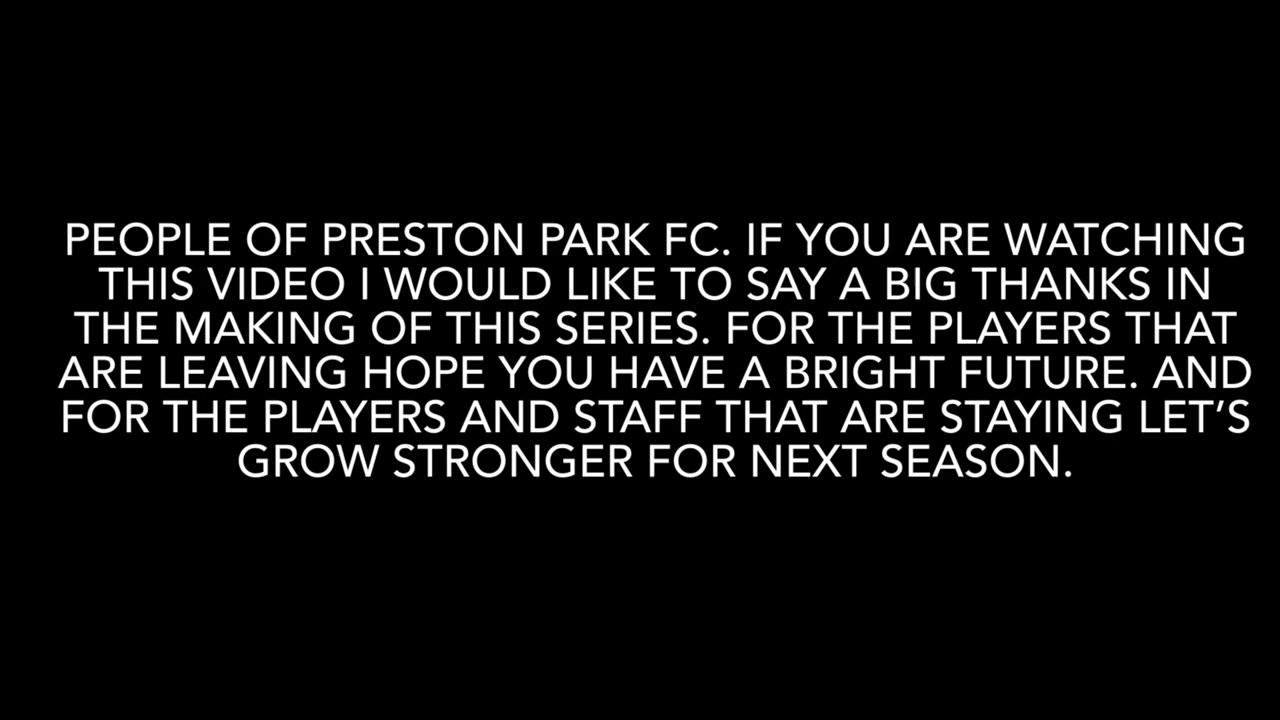 PEOPLE OF PRESTON PARK FC. IF YOU ARE WATCHING
THIS VIDEO I WOULD LIKE TO SAY A BIG THANKS IN
THE MAKING OF THIS SERIES. FOR THE PLAYERS THAT
ARE LEAVING HOPE YOU HAVE A BRIGHT FUTURE. AND
FOR THE PLAYERS AND STAFF THAT ARE STAYING LET’S
GROW STRONGER FOR NEXT SEASON.